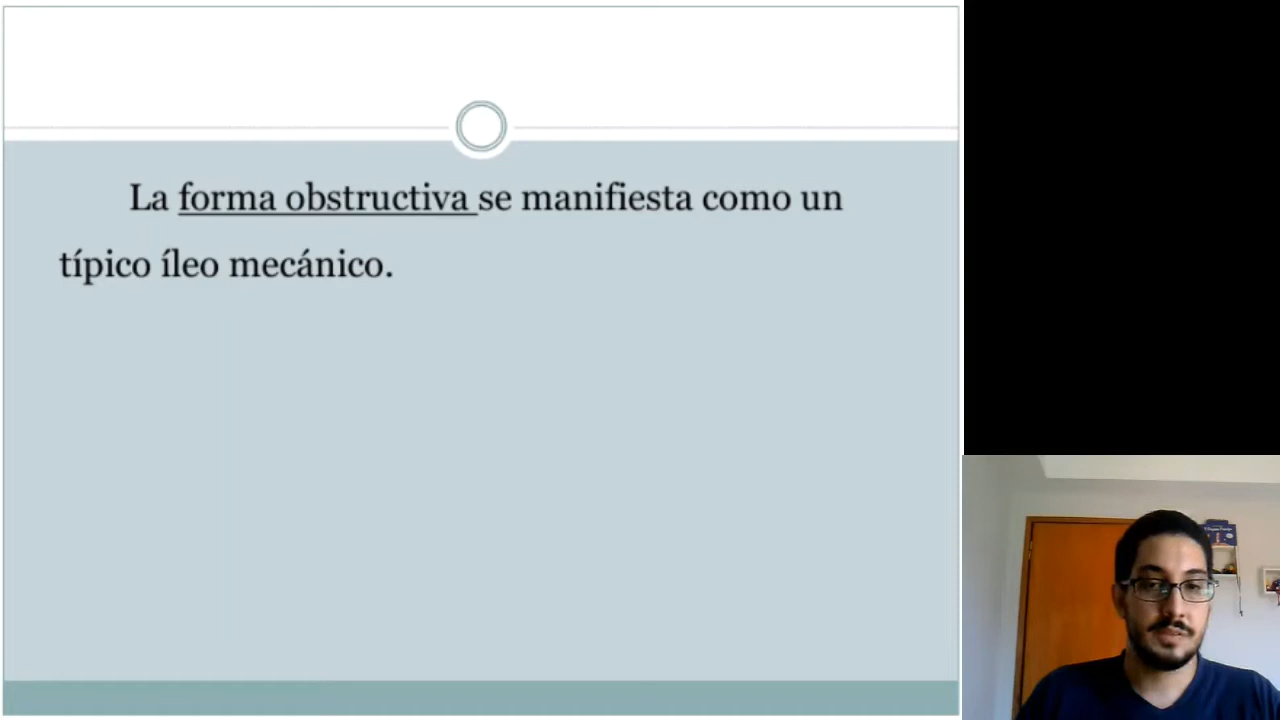 La forma obstructiva se manifiesta como un
típico íleo mecánico.